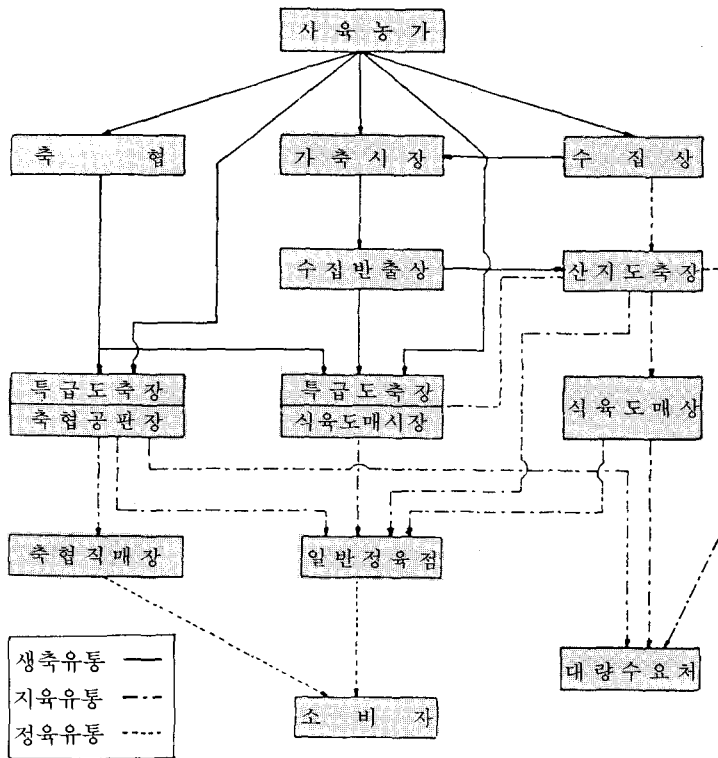 사육농가
축협
가축시장
수집상
수집반출상
산지도축장
특급도축장
축협공판장
특급도축장
식육도매시장
식육도매상
축협직매장
일반정육점
생축유통
지육유통
정육유통
대량수요처
소비자